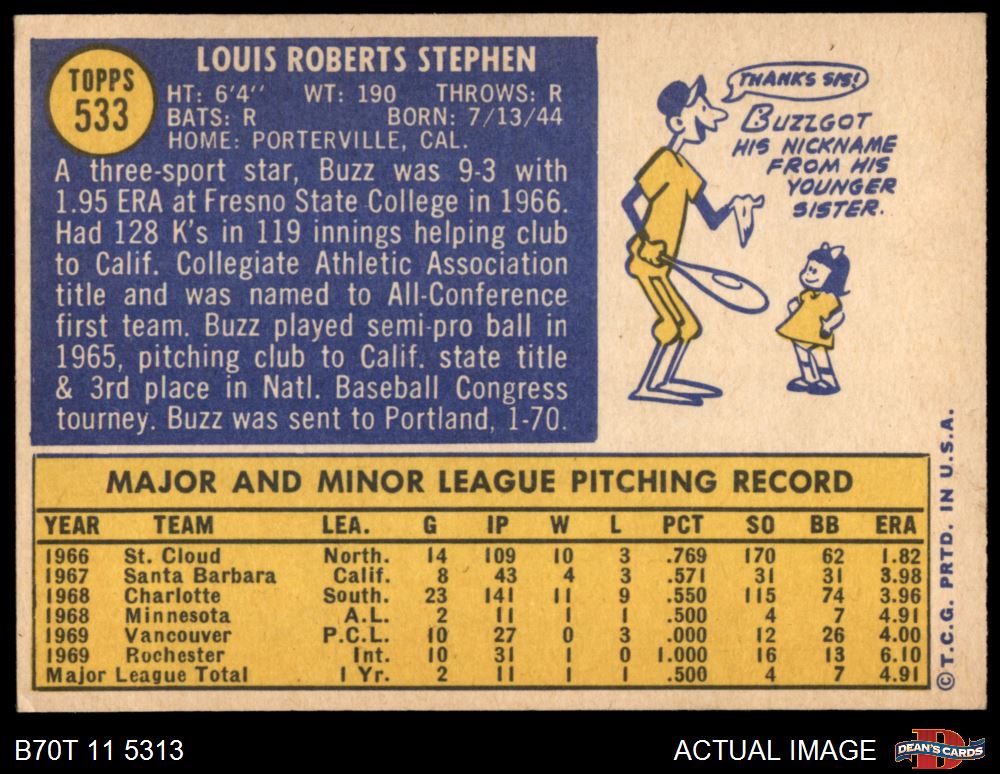 TOPPS
533
LOUIS ROBERTS STEPHEN
HT: 6'4'' WT: 190 THROWS: R
BATS: R BORN: 7/13/44
HOME: PORTERVILLE, CAL.
A three-sport star, Buzz was 9-3 with
1.95 ERA at Fresno State College in 1966.
Had 128 K's in 119 innings helping club
to Calif. Collegiate Athletic Association
title and was named to All-Conference
first team. Buzz played semi-pro ball in
1965, pitching club to Calif. state title
& 3rd place in Natl. Baseball Congress
tourney. Buzz was sent to Portland, 1-70.
THANKS SIS!
BUZZ GOT
HIS NICKNAME
FROM HIS
YOUNGER
SISTER.
MAJOR AND MINOR LEAGUE PITCHING RECORD
YEAR TEAM LEA. G IP W L PCT SO BB ERA
1966 St. Cloud North. 14 109 10 3 .769 170 62 1.82
1967 Santa Barbara Calif. 8 43 4 3 .571 31 31 3.98
1968 Charlotte South. 23 141 11 9 .550 115 74 3.96
1968 Minnesota A.L. 2 11 1 1 .500 4 7 4.91
1969 Vancouver P.C.L. 10 27 0 3 .000 12 26 4.00
1969 Rochester Int. 10 31 1 0 1.000 16 13 6.10
Major League Total 1 Yr. 2 11 1 1 .500 4 7 4.91
©T.C.G. PRTD. IN U.S.A.
B70T 11 5313
ACTUAL IMAGE
D
DEAN'S CARDS